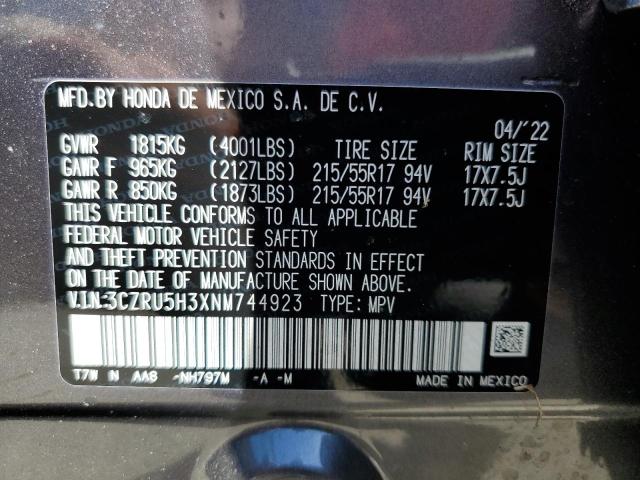 MFD.BY HONDA DE MEXICO S.A. DE C.V.
04/'22
GVWR 1815KG (4001LBS) TIRE SIZE RIM SIZE
GAWR F 965KG (2127LBS) 215/55R17 94V 17X7.5J
GAWR R 850KG (1873LBS) 215/55R17 94V 17X7.5J
THIS VEHICLE CONFORMS TO ALL APPLICABLE
FEDERAL MOTOR VEHICLE SAFETY
AND THEFT PREVENTION STANDARDS IN EFFECT
ON THE DATE OF MANUFACTURE SHOWN ABOVE.
V.I.N.3CZRU5H3XNM744923 TYPE: MPV
T7W N AA6 -NH797M -A -M
MADE IN MEXICO